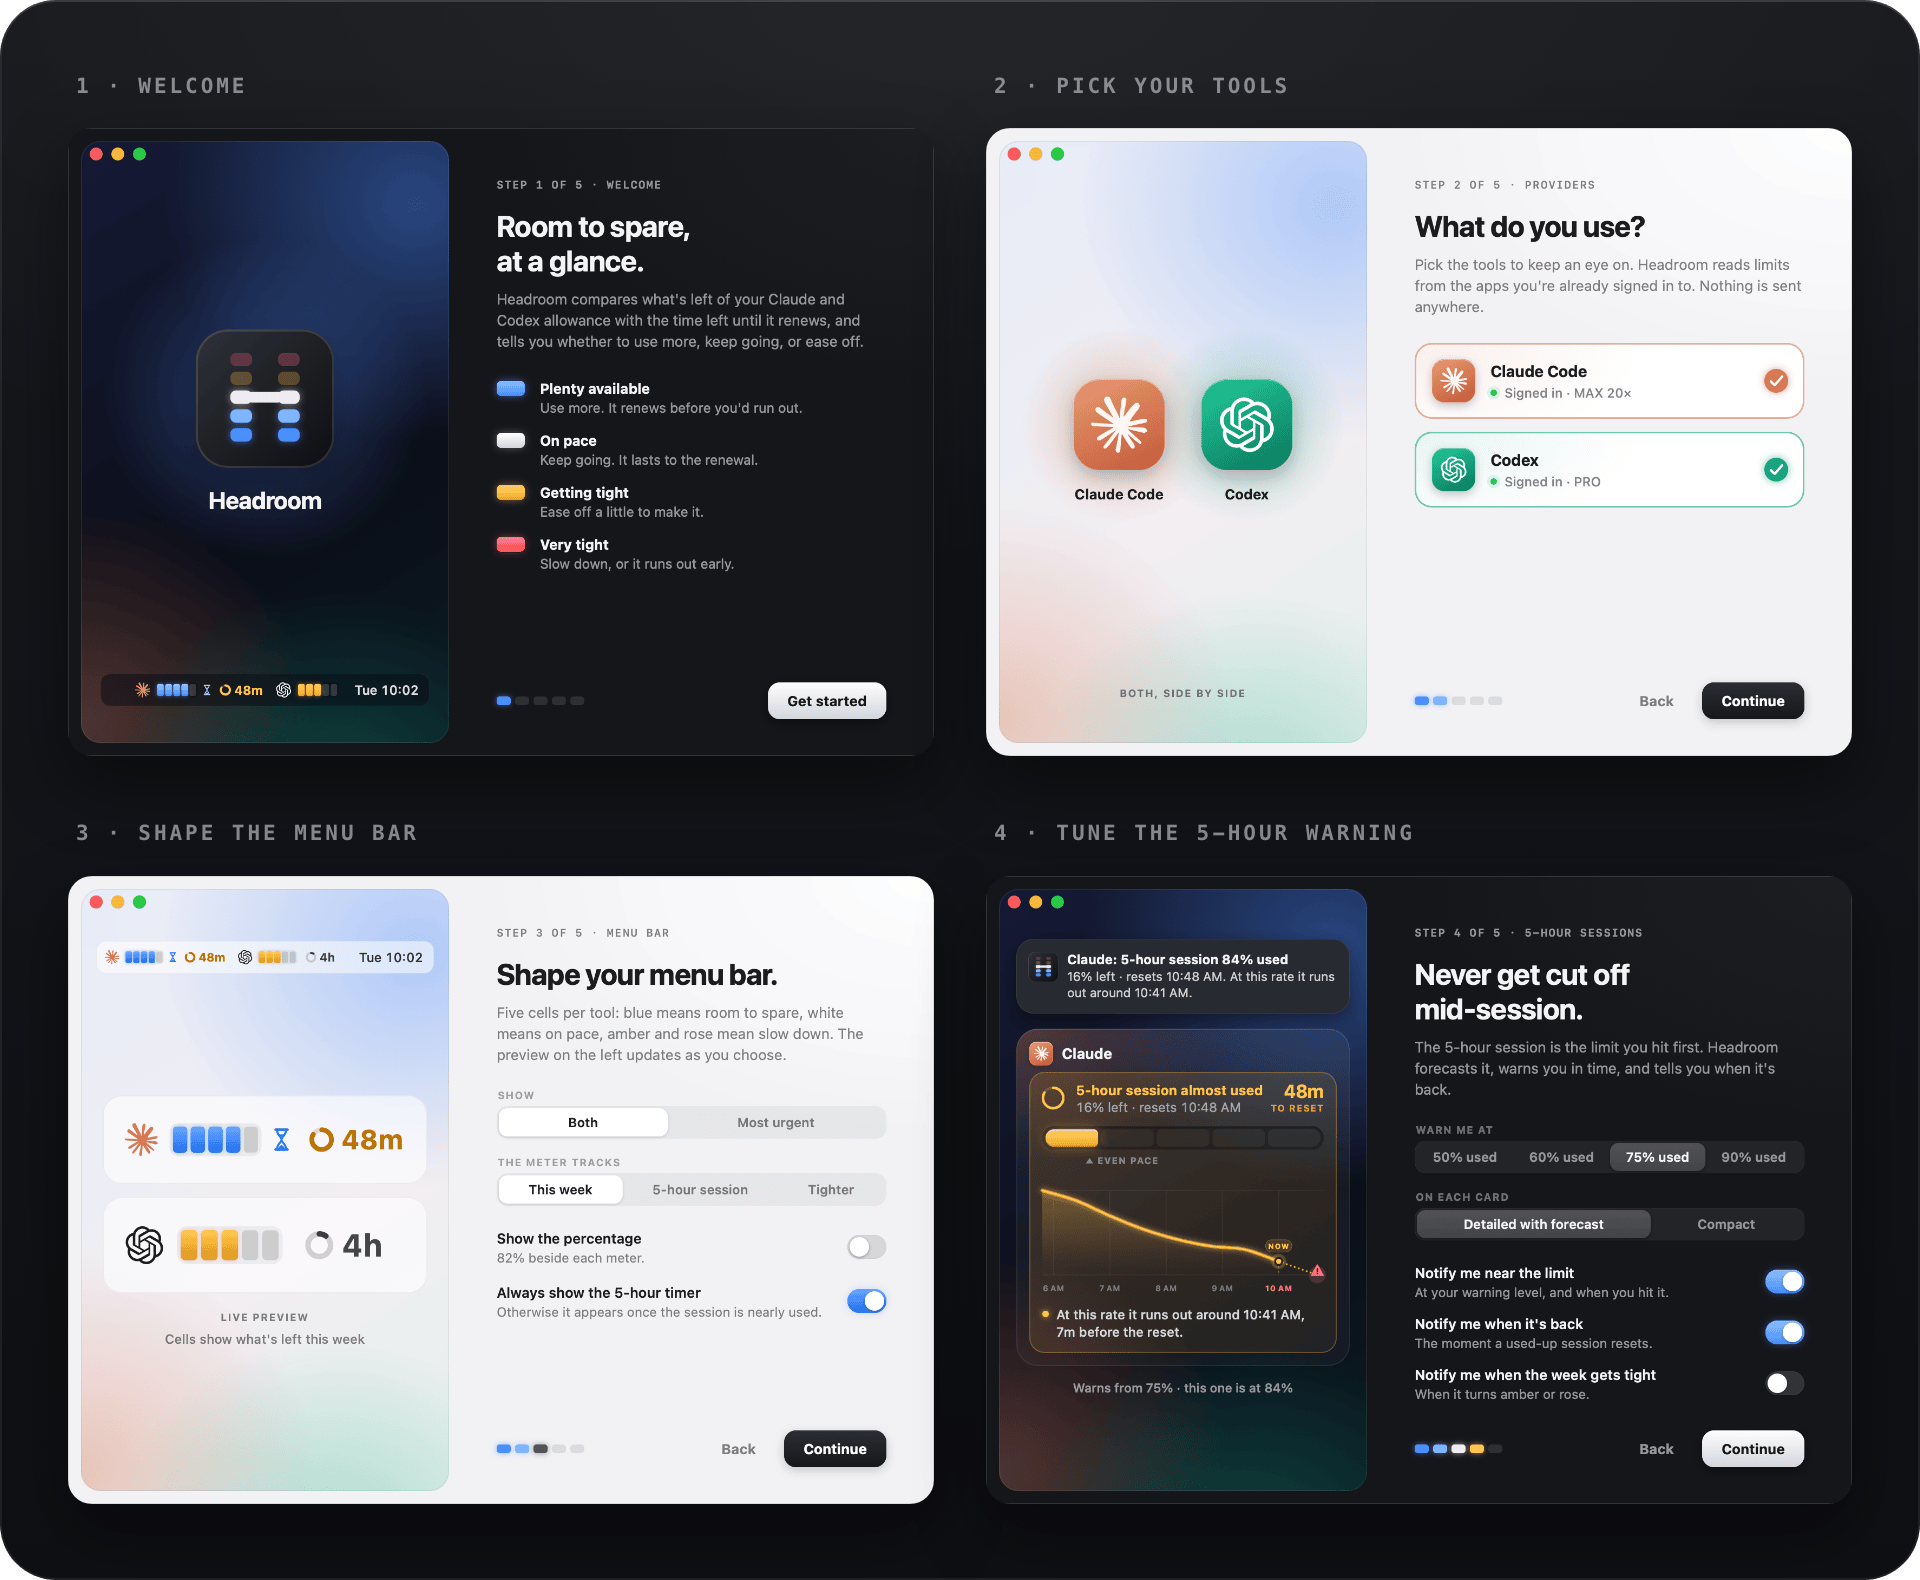 1 · WELCOME
Headroom
48m
Tue 10:02
STEP 1 OF 5 · WELCOME
Room to spare,
at a glance.
Headroom compares what's left of your Claude and
Codex allowance with the time left until it renews, and
tells you whether to use more, keep going, or ease off.
Plenty available
Use more. It renews before you'd run out.
On pace
Keep going. It lasts to the renewal.
Getting tight
Ease off a little to make it.
Very tight
Slow down, or it runs out early.
Get started
2 · PICK YOUR TOOLS
Claude Code
Codex
BOTH, SIDE BY SIDE
STEP 2 OF 5 · PROVIDERS
What do you use?
Pick the tools to keep an eye on. Headroom reads limits
from the apps you're already signed in to. Nothing is sent
anywhere.
Claude Code
Signed in · MAX 20×
Codex
Signed in · PRO
Back
Continue
3 · SHAPE THE MENU BAR
48m
4h
Tue 10:02
48m
4h
LIVE PREVIEW
Cells show what's left this week
STEP 3 OF 5 · MENU BAR
Shape your menu bar.
Five cells per tool: blue means room to spare, white
means on pace, amber and rose mean slow down. The
preview on the left updates as you choose.
SHOW
Both
Most urgent
THE METER TRACKS
This week
5-hour session
Tighter
Show the percentage
82% beside each meter.
Always show the 5-hour timer
Otherwise it appears once the session is nearly used.
Back
Continue
4 · TUNE THE 5-HOUR WARNING
Claude: 5-hour session 84% used
16% left · resets 10:48 AM. At this rate it runs
out around 10:41 AM.
Claude
5-hour session almost used
16% left · resets 10:48 AM
48m
TO RESET
EVEN PACE
NOW
6 AM
7 AM
8 AM
9 AM
10 AM
At this rate it runs out around 10:41 AM,
7m before the reset.
Warns from 75% · this one is at 84%
STEP 4 OF 5 · 5-HOUR SESSIONS
Never get cut off
mid-session.
The 5-hour session is the limit you hit first. Headroom
forecasts it, warns you in time, and tells you when it's
back.
WARN ME AT
50% used
60% used
75% used
90% used
ON EACH CARD
Detailed with forecast
Compact
Notify me near the limit
At your warning level, and when you hit it.
Notify me when it's back
The moment a used-up session resets.
Notify me when the week gets tight
When it turns amber or rose.
Back
Continue